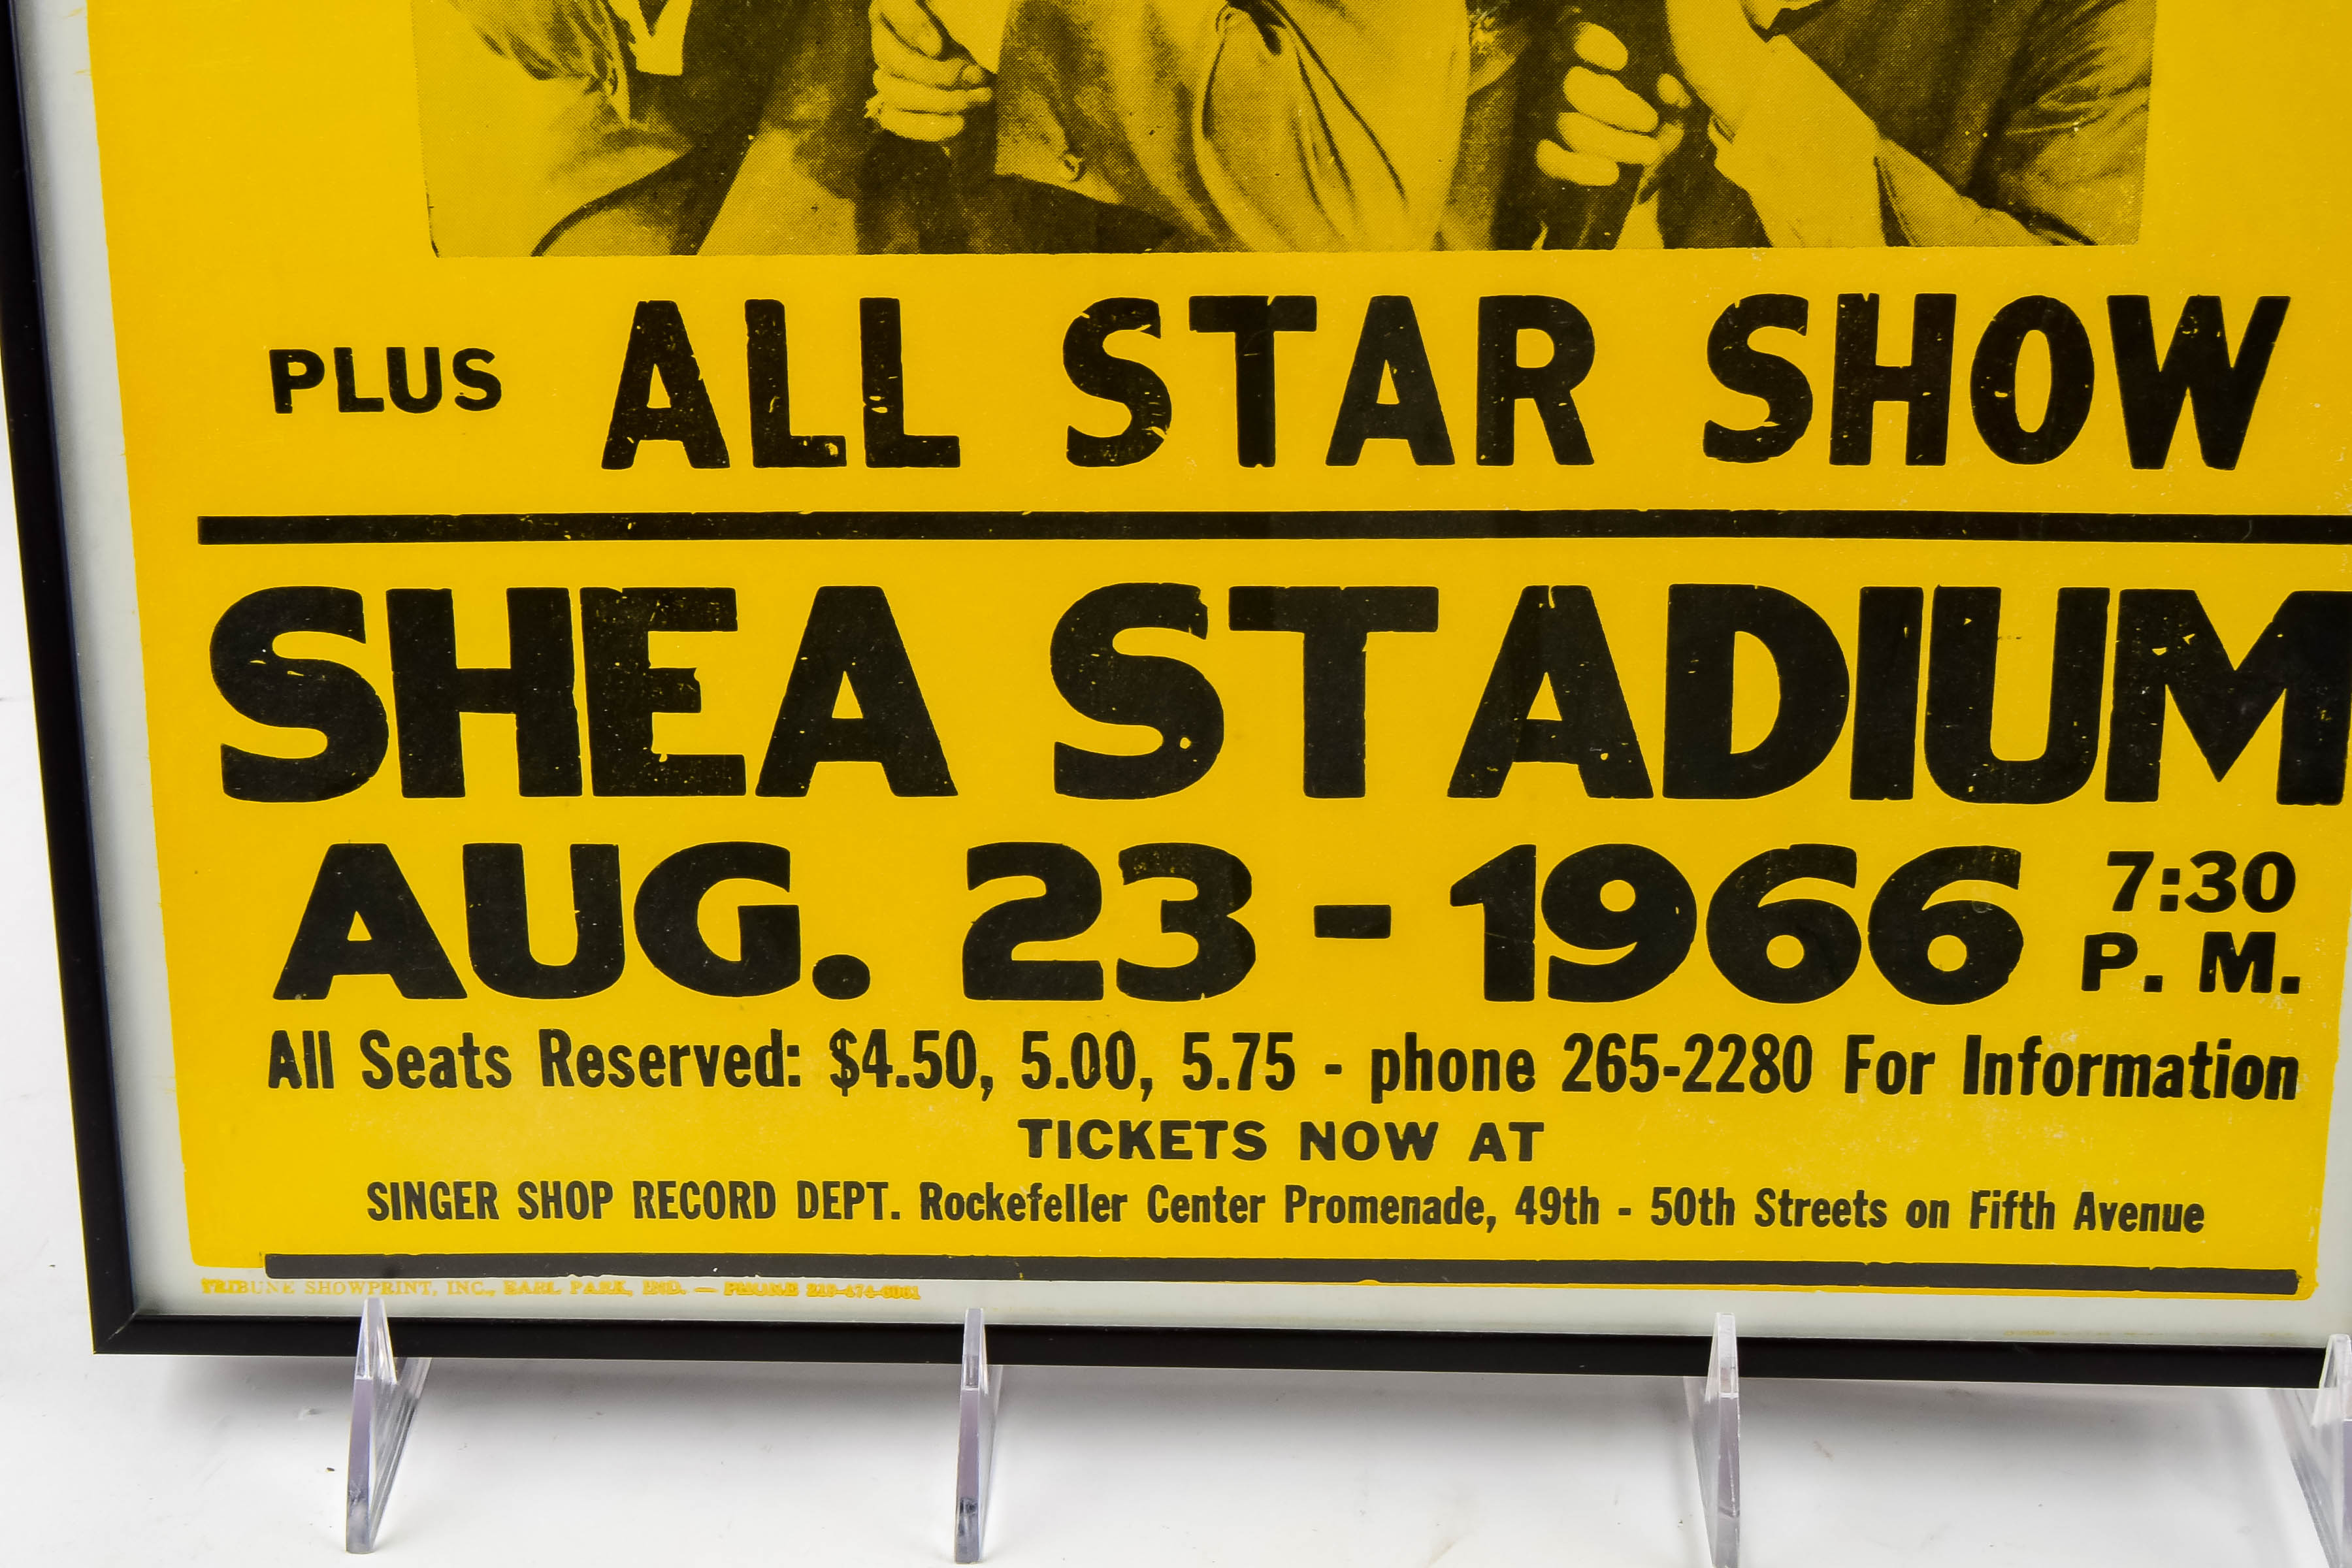 PLUS ALL STAR SHOW
SHEA STADIUM
AUG. 23 - 1966 7:30 P. M.
All Seats Reserved: $4.50, 5.00, 5.75 - phone 265-2280 For Information
TICKETS NOW AT
SINGER SHOP RECORD DEPT. Rockefeller Center Promenade, 49th - 50th Streets on Fifth Avenue
TRIBUNE SHOWPRINT, INC., EARL PARK, IND. — PHONE